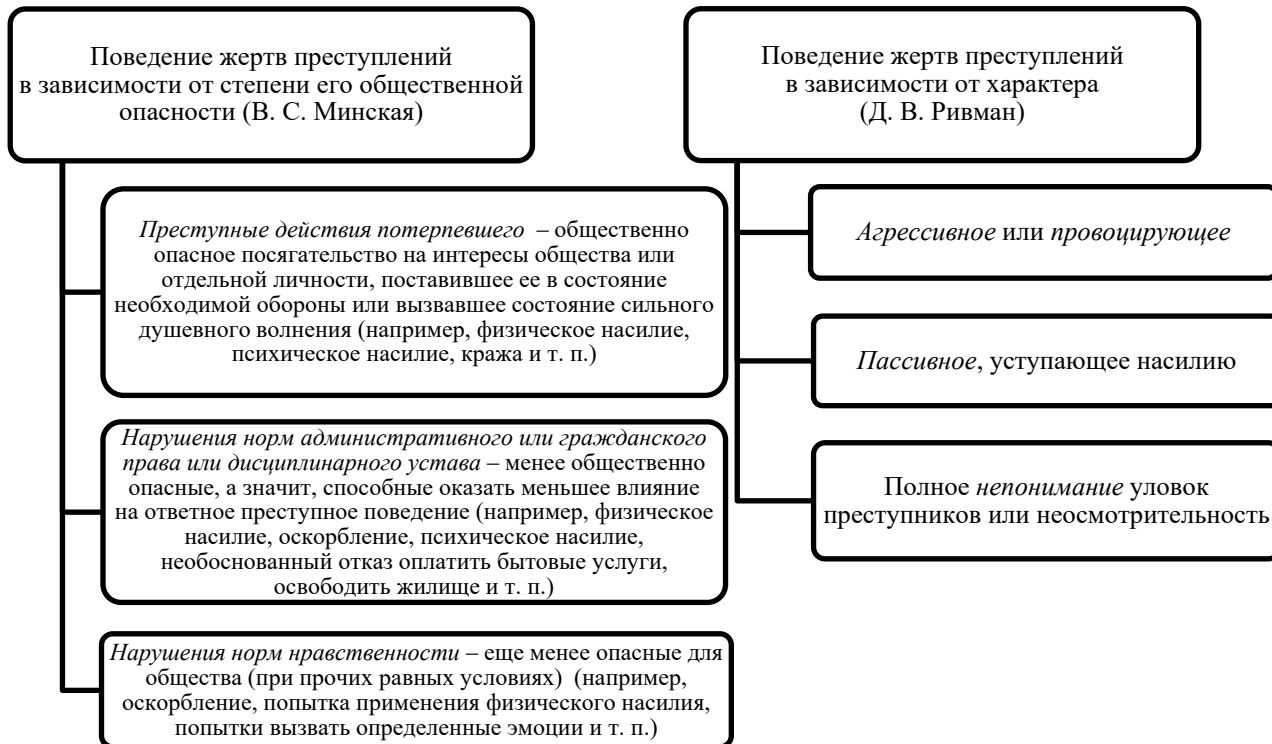 Поведение жертв преступлений
в зависимости от степени его общественной
опасности (В. С. Минская)
Преступные действия потерпевшего – общественно
опасное посягательство на интересы общества или
отдельной личности, поставившее ее в состояние
необходимой обороны или вызвавшее состояние сильного
душевного волнения (например, физическое насилие,
психическое насилие, кража и т. п.)
Нарушения норм административного или гражданского
права или дисциплинарного устава – менее общественно
опасные, а значит, способные оказать меньшее влияние
на ответное преступное поведение (например, физическое
насилие, оскорбление, психическое насилие,
необоснованный отказ оплатить бытовые услуги,
освободить жилище и т. п.)
Нарушения норм нравственности – еще менее опасные для
общества (при прочих равных условиях) (например,
оскорбление, попытка применения физического насилия,
попытки вызвать определенные эмоции и т. п.)
Поведение жертв преступлений
в зависимости от характера
(Д. В. Ривман)
Агрессивное или провоцирующее
Пассивное, уступающее насилию
Полное непонимание уловок
преступников или неосмотрительность